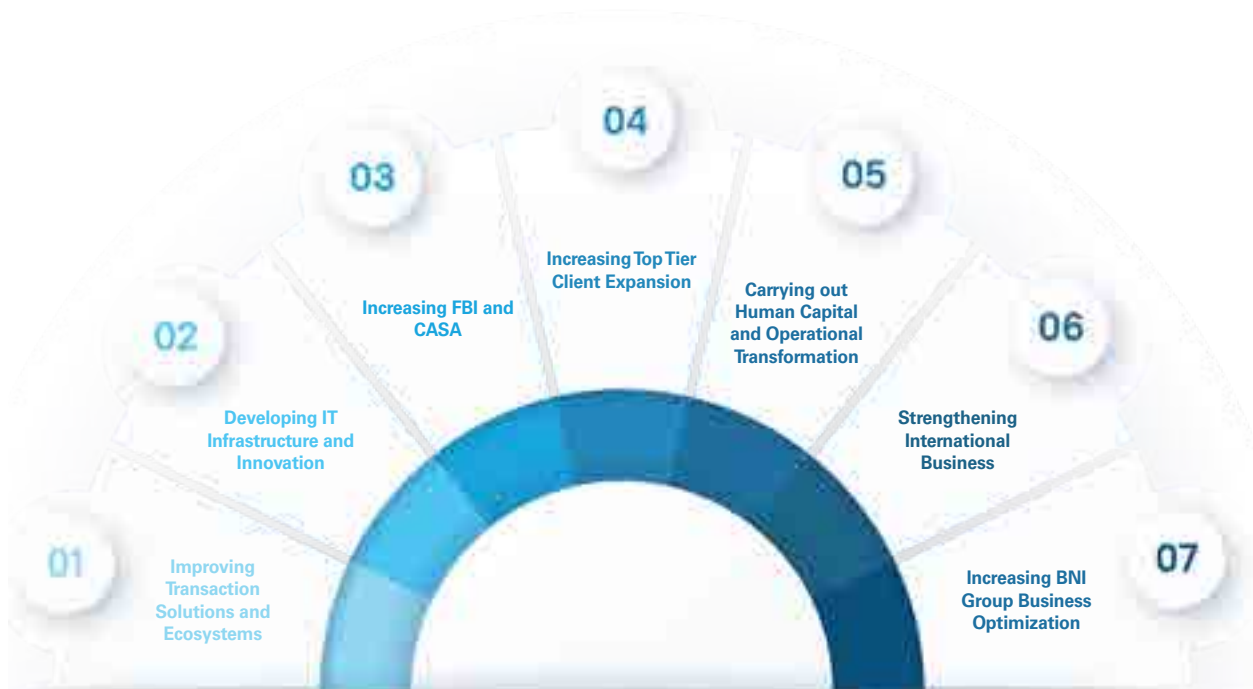 01
Improving
Transaction
Solutions and
Ecosystems
02
Developing IT
Infrastructure and
Innovation
03
Increasing FBI and
CASA
04
Increasing Top Tier
Client Expansion
05
Carrying out
Human Capital
and Operational
Transformation
06
Strengthening
International
Business
07
Increasing BNI
Group Business
Optimization